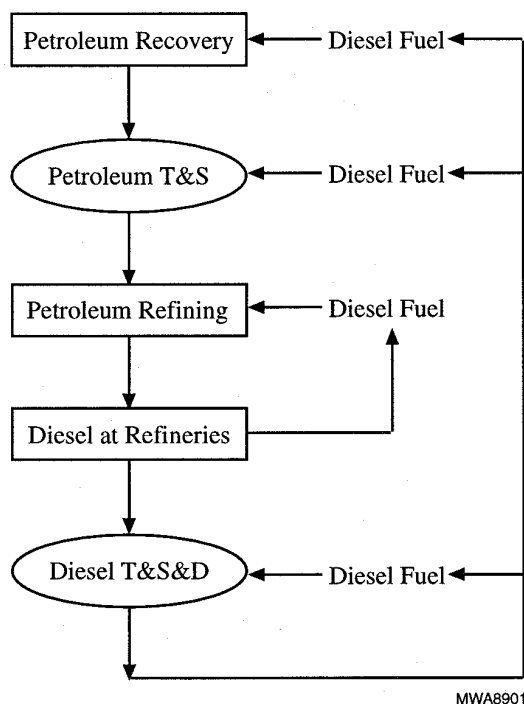 Petroleum Recovery
Diesel Fuel
Petroleum T&S
Diesel Fuel
Petroleum Refining
Diesel Fuel
Diesel at Refineries
Diesel T&S&D
Diesel Fuel
MWA8901